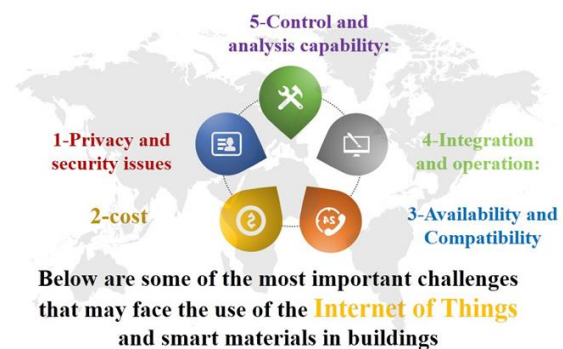 5-Control and
analysis capability:
1-Privacy and
security issues
4-Integration
and operation:
2-cost
3-Availability and
Compatibility
$
24
Below are some of the most important challenges
that may face the use of the Internet of Things
and smart materials in buildings